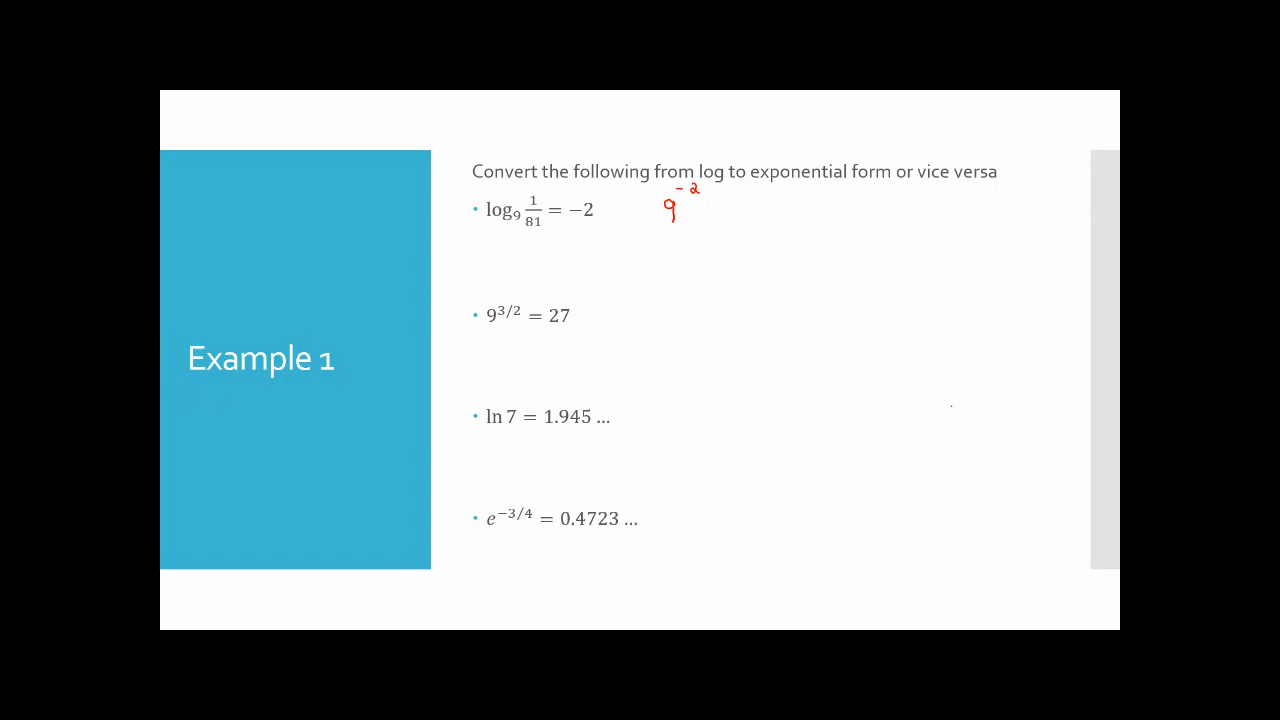 Example 1
Convert the following from log to exponential form or vice versa
• log₉ 1/81 = −2 9⁻²
• 9^{3/2} = 27
• ln 7 = 1.945 ...
• e^{−3/4} = 0.4723 ...